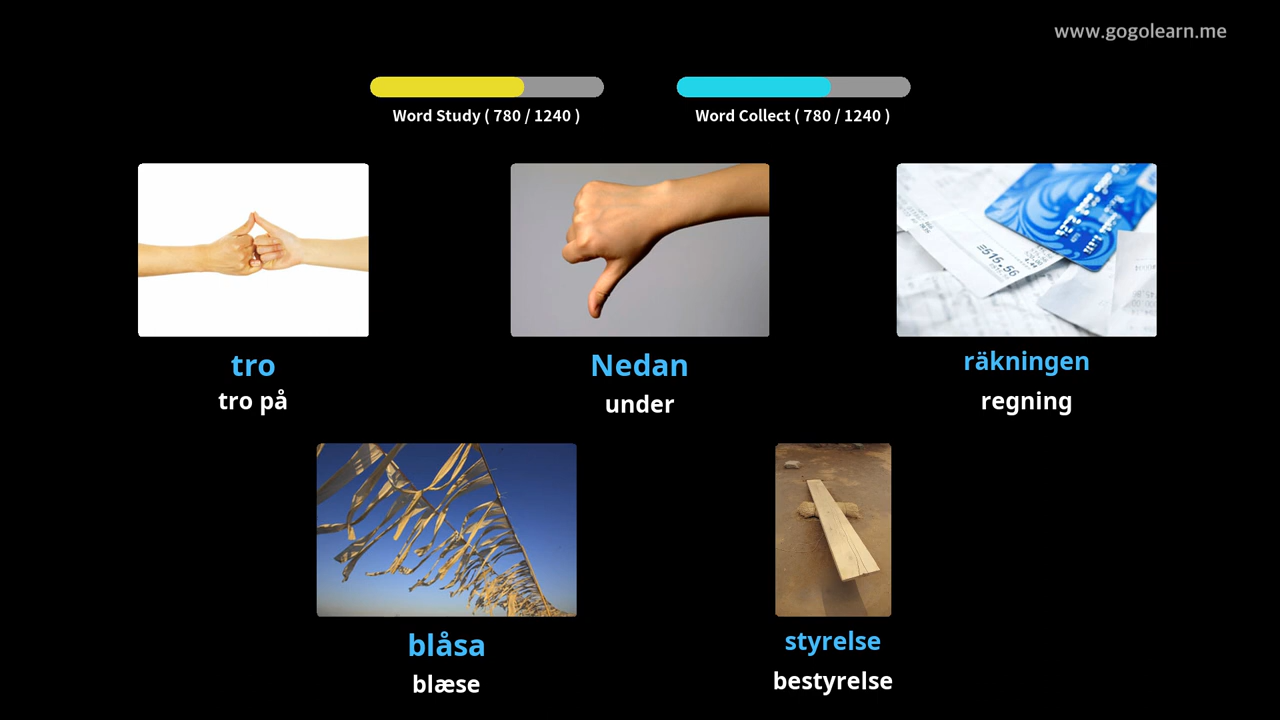 www.gogolearn.me
Word Study ( 780 / 1240 )
Word Collect ( 780 / 1240 )
tro
tro på
Nedan
under
räkningen
regning
blåsa
blæse
styrelse
bestyrelse